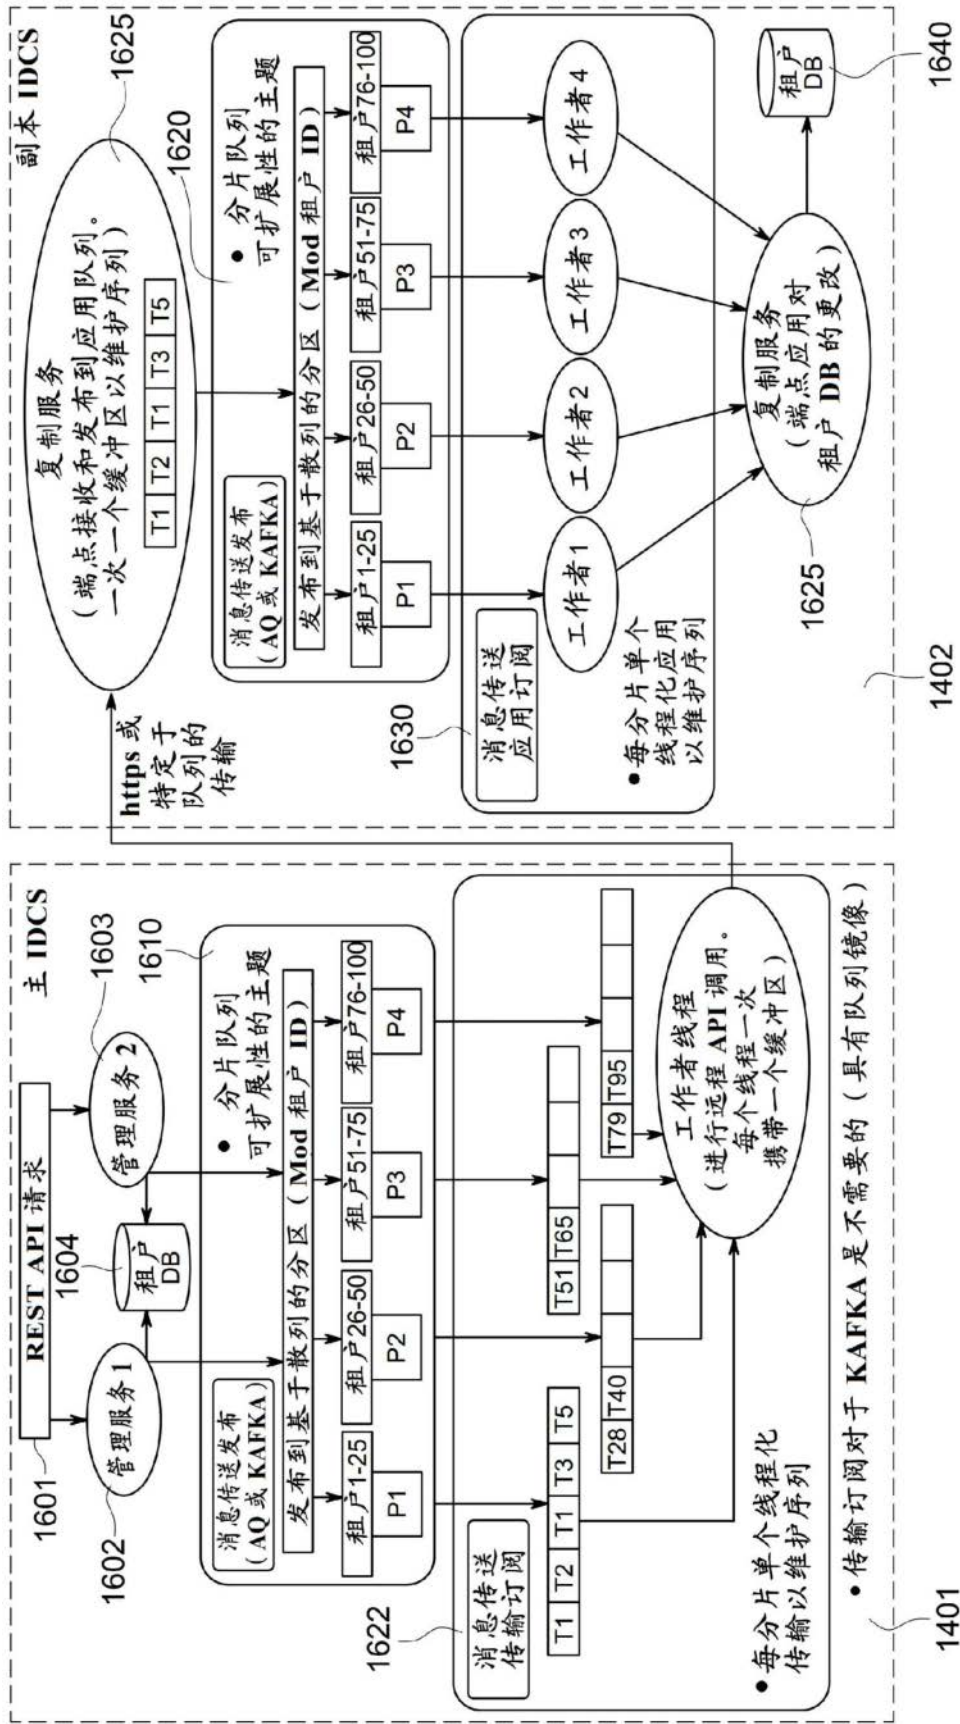 主 IDCS
REST API 请求
1601
1602
管理服务1
1604
租户
DB
管理服务 2
1603
1610
消息传送发布
(AQ 或 KAFKA)
• 分片队列
可扩展性的主题
发布到基于散列的分区(Mod 租户 ID)
租户1-25
租户26-50
租户51-75
租户76-100
P1
P2
P3
P4
1622
消息传送
传输订阅
T1 T2 T1 T3 T5
T28 T40
T51 T65
T79 T95
工作者线程
(进行远程 API 调用。
每个线程一次
携带一个缓冲区)
• 每分片单个线程化
传输以维护序列
• 传输订阅对于 KAFKA 是不需要的(具有队列镜像)
1401
https 或
特定于
队列的
传输
副本 IDCS
1625
复制服务
(端点接收和发布到应用队列。
一次一个缓冲区以维护序列)
T1 T2 T1 T3 T5
1620
消息传送发布
(AQ 或 KAFKA)
• 分片队列
可扩展性的主题
发布到基于散列的分区(Mod 租户 ID)
租户1-25
租户26-50
租户51-75
租户76-100
P1
P2
P3
P4
1630
消息传送
应用订阅
工作者1
工作者2
工作者3
工作者4
• 每分片单个
线程化应用
以维护序列
复制服务
(端点应用对
租户 DB 的更改)
1625
租户
DB
1640
1402